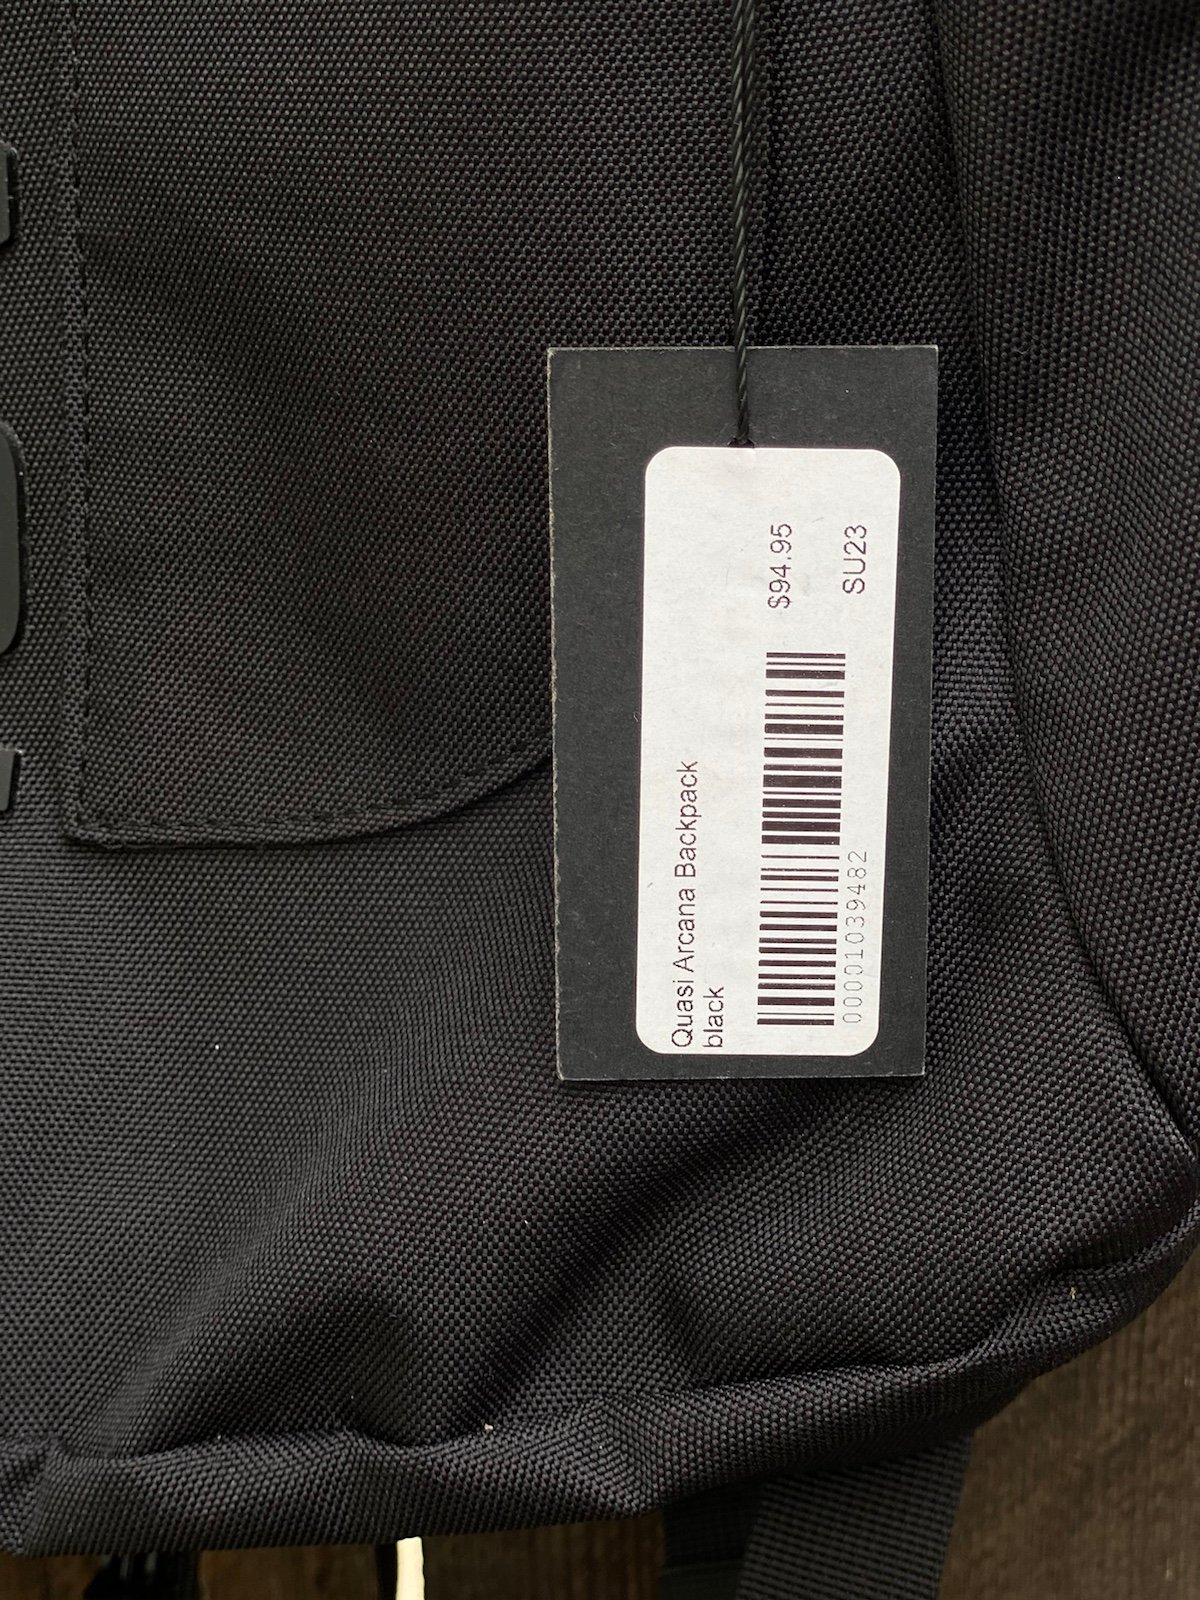 Quasi Arcana Backpack
black
$94.95
00001039482
SU23